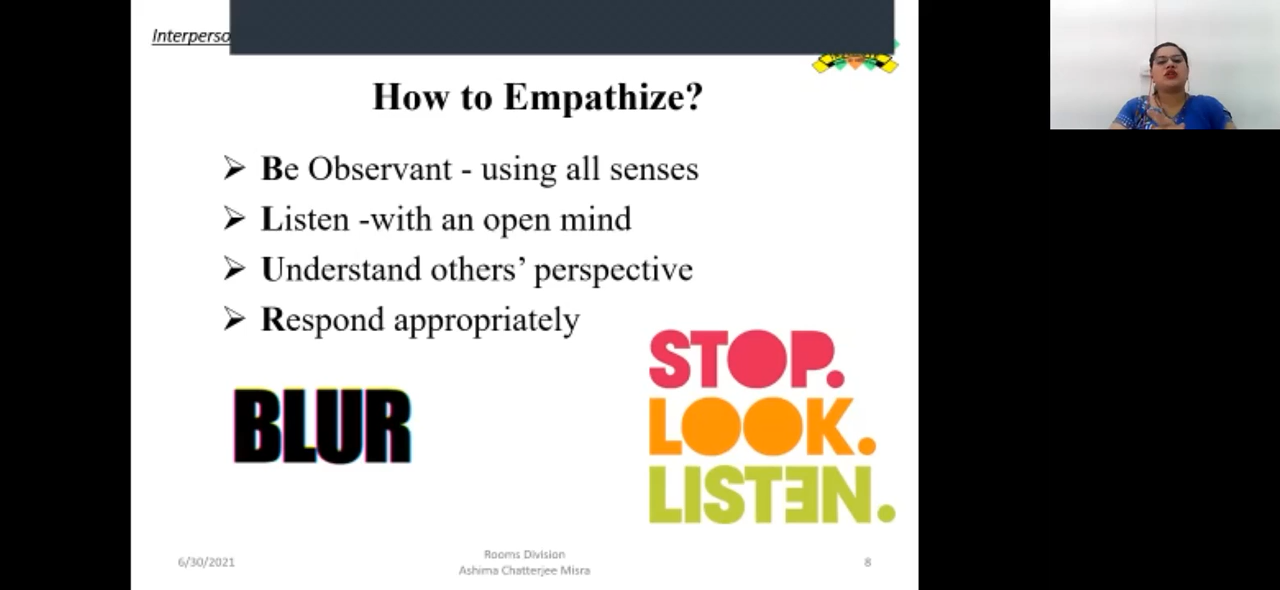 Interperso
How to Empathize?
➢ Be Observant - using all senses
➢ Listen -with an open mind
➢ Understand others’ perspective
➢ Respond appropriately
BLUR
STOP.
LOOK.
LISTƎN.
6/30/2021
Rooms Division
Ashima Chatterjee Misra
8